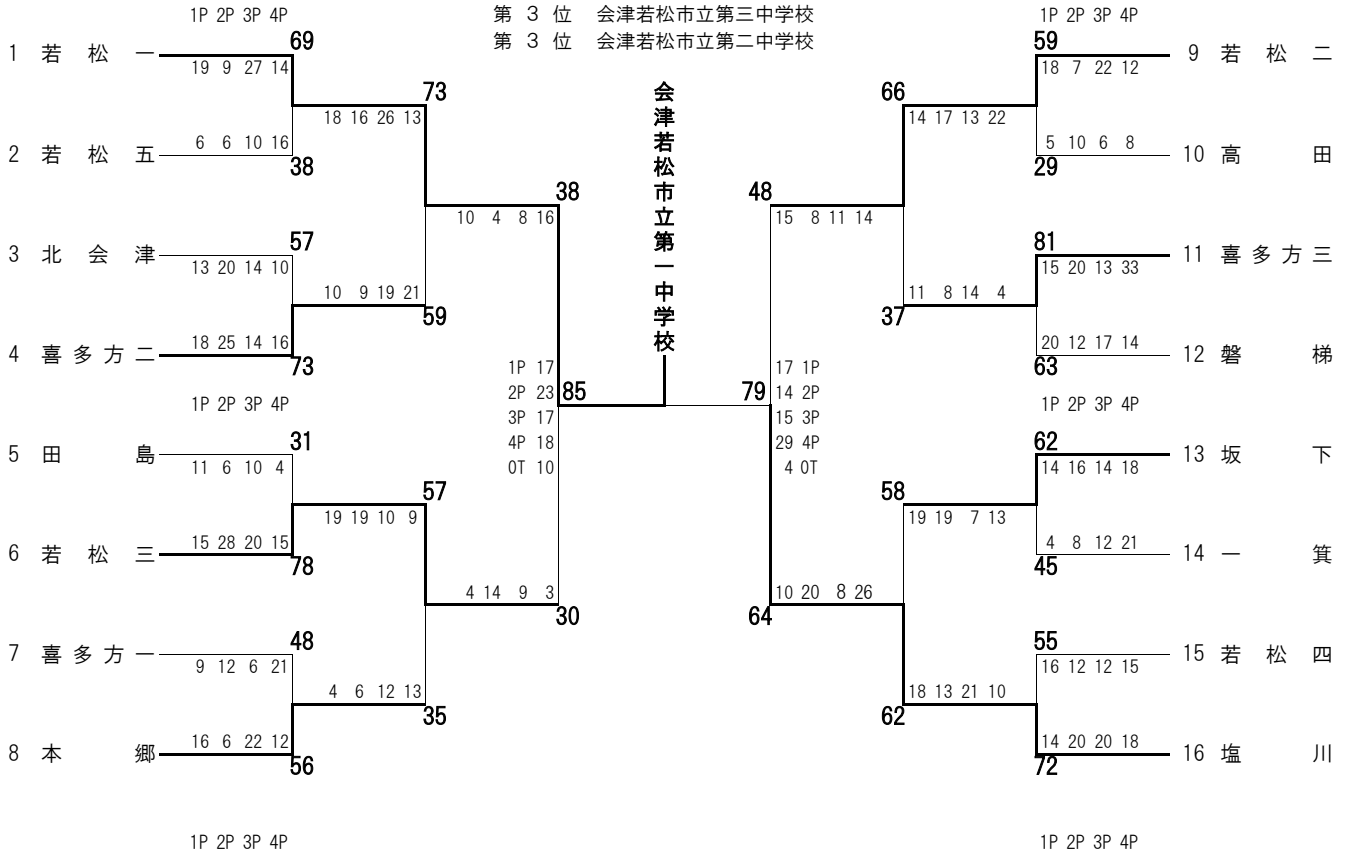 第 3 位 会津若松市立第三中学校
第 3 位 会津若松市立第二中学校
会津若松市立第一中学校
1P 2P 3P 4P
69
1 若 松 一
19 9 27 14
73
18 16 26 13
6 6 10 16
2 若 松 五
38
38
10 4 8 16
57
3 北 会 津
13 20 14 10
10 9 19 21
59
18 25 14 16
4 喜 多 方 二
73
1P 17
2P 23
85
3P 17
4P 18
OT 10
1P 2P 3P 4P
31
5 田 島
11 6 10 4
57
19 19 10 9
15 28 20 15
6 若 松 三
78
4 14 9 3
30
48
7 喜 多 方 一
9 12 6 21
4 6 12 13
35
16 6 22 12
8 本 郷
56
1P 2P 3P 4P
1P 2P 3P 4P
59
9 若 松 二
18 7 22 12
66
14 17 13 22
5 10 6 8
10 高 田
29
48
15 8 11 14
81
11 喜 多 方 三
15 20 13 33
11 8 14 4
37
20 12 17 14
12 磐 梯
63
17 1P
79
14 2P
15 3P
29 4P
4 OT
1P 2P 3P 4P
62
13 坂 下
14 16 14 18
58
19 19 7 13
4 8 12 21
14 一 箕
45
10 20 8 26
64
55
15 若 松 四
16 12 12 15
18 13 21 10
62
14 20 20 18
16 塩 川
72
1P 2P 3P 4P